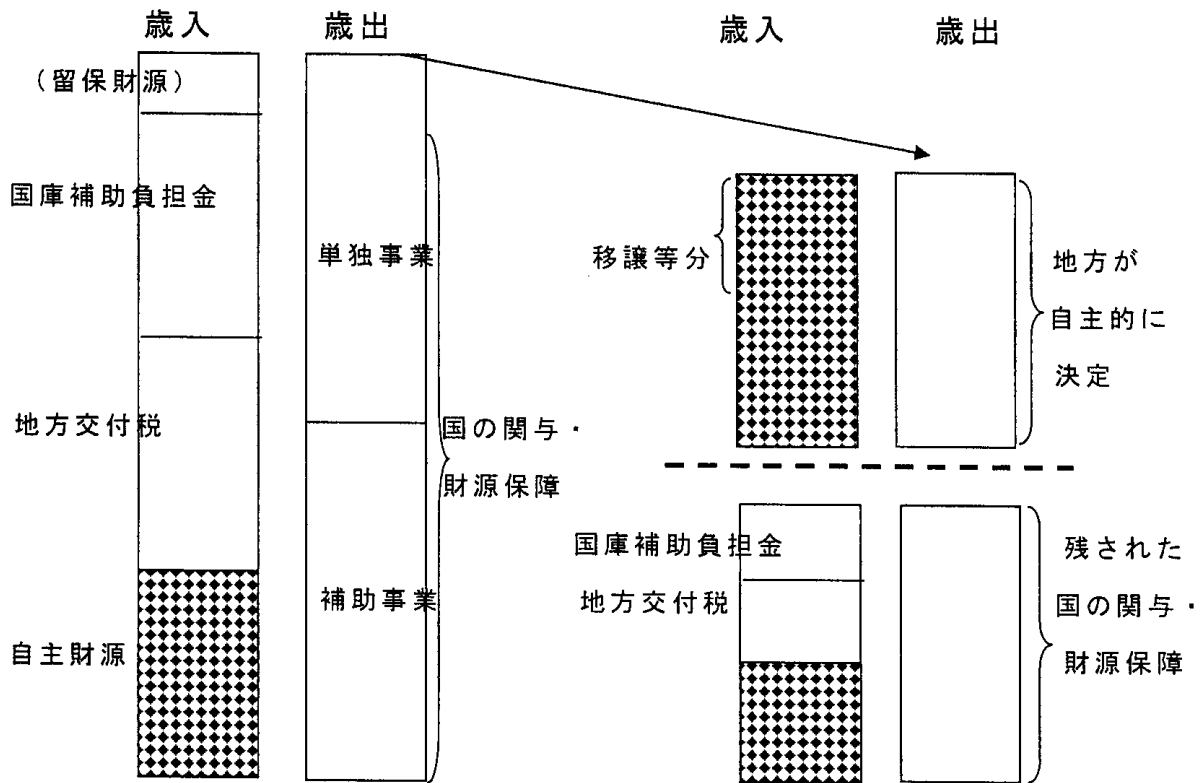 歳入
歳出
(留保財源)
国庫補助負担金
単独事業
地方交付税
国の関与・
財源保障
補助事業
自主財源
歳入
歳出
移譲等分
地方が
自主的に
決定
国庫補助負担金
地方交付税
残された
国の関与・
財源保障